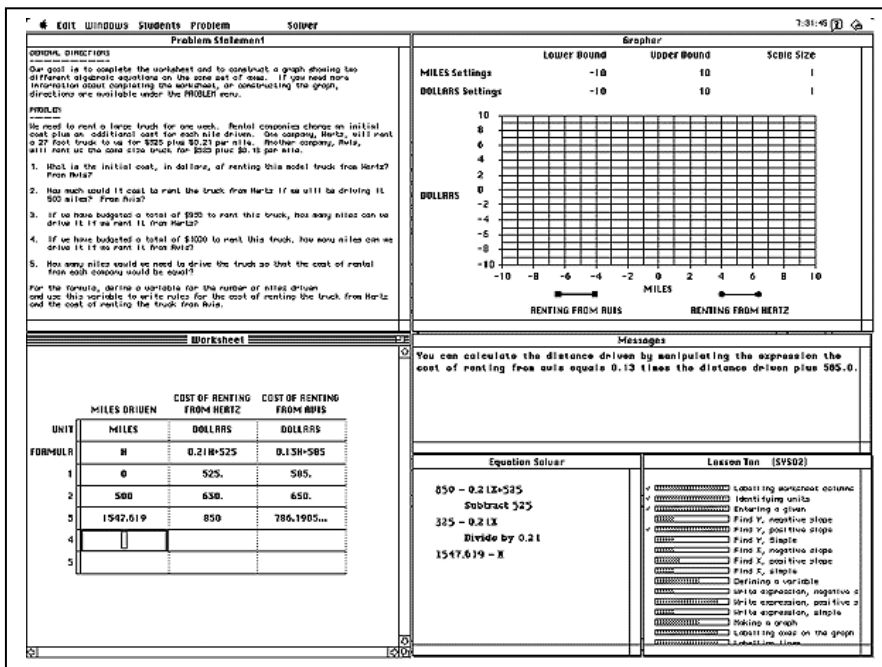 Edit Windows Students Problem Solver 7:31:45
Problem Statement
GENERAL DIRECTIONS
Our goal is to complete the worksheet and to construct a graph showing two
different algebraic equations on the same set of axes. If you need more
information about completing the worksheet, or constructing the graph,
directions are available under the PROBLEM menu.
PROBLEM
We need to rent a large truck for one week. Rental companies charge an initial
cost plus an additional cost for each mile driven. One company, Hertz, will rent
a 27 foot truck to us for $525 plus $0.21 per mile. Another company, Avis,
will rent us the same size truck for $585 plus $0.13 per mile.
1. What is the initial cost, in dollars, of renting this model truck from Hertz?
From Avis?
2. How much would it cost to rent the truck from Hertz if we will be driving it
500 miles? From Avis?
3. If we have budgeted a total of $850 to rent this truck, how many miles can we
drive it if we rent it from Hertz?
4. If we have budgeted a total of $1000 to rent this truck, how many miles can we
drive it if we rent it from Avis?
5. How many miles would we need to drive the truck so that the cost of rental
from each company would be equal?
For the formula, define a variable for the number of miles driven
and use this variable to write rules for the cost of renting the truck from Hertz
and the cost of renting the truck from Avis.
Grapher
Lower Bound Upper Bound Scale Size
MILES Settings -10 10 1
DOLLARS Settings -10 10 1
10
8
6
4
2
DOLLARS 0
-2
-4
-6
-8
-10
-10 -8 -6 -4 -2 0 2 4 6 8 10
MILES
RENTING FROM AVIS RENTING FROM HERTZ
Worksheet
MILES DRIVEN COST OF RENTING FROM HERTZ COST OF RENTING FROM AVIS
UNIT MILES DOLLARS DOLLARS
FORMULA X 0.21X+525 0.13X+585
1 0 525. 585.
2 500 630. 650.
3 1547.619 850 786.1905...
4
5
Messages
You can calculate the distance driven by manipulating the expression the
cost of renting from avis equals 0.13 times the distance driven plus 585.0.
Equation Solver
850 = 0.21X+525
Subtract 525
325 = 0.21X
Divide by 0.21
1547.619 = X
Lesson Ten (SYS02)
Labelling worksheet columns
Identifying units
Entering a given
Find Y, negative slope
Find Y, positive slope
Find Y, Simple
Find X, negative slope
Find X, positive slope
Find X, simple
Defining a variable
Write expression, negative s
Write expression, positive s
Write expression, simple
Making a graph
Labelling axes on the graph
Labelling lines